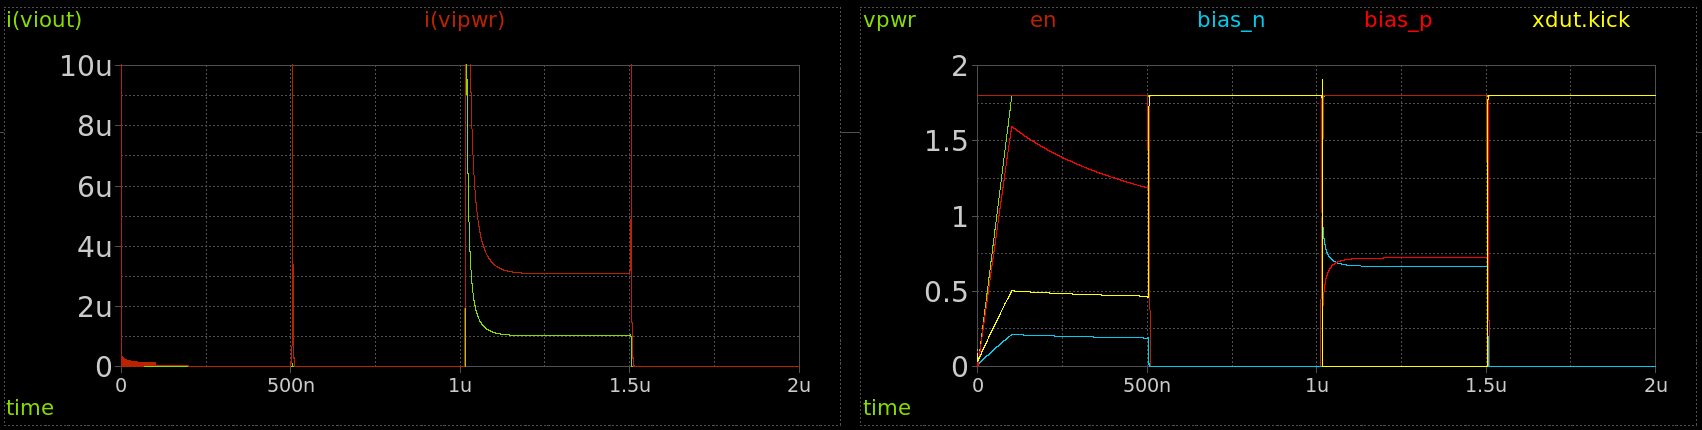 i(viout) i(vipwr)
10u
8u
6u
4u
2u
0
0 500n 1u 1.5u 2u
time
vpwr en bias_n bias_p xdut.kick
2
1.5
1
0.5
0
0 500n 1u 1.5u 2u
time